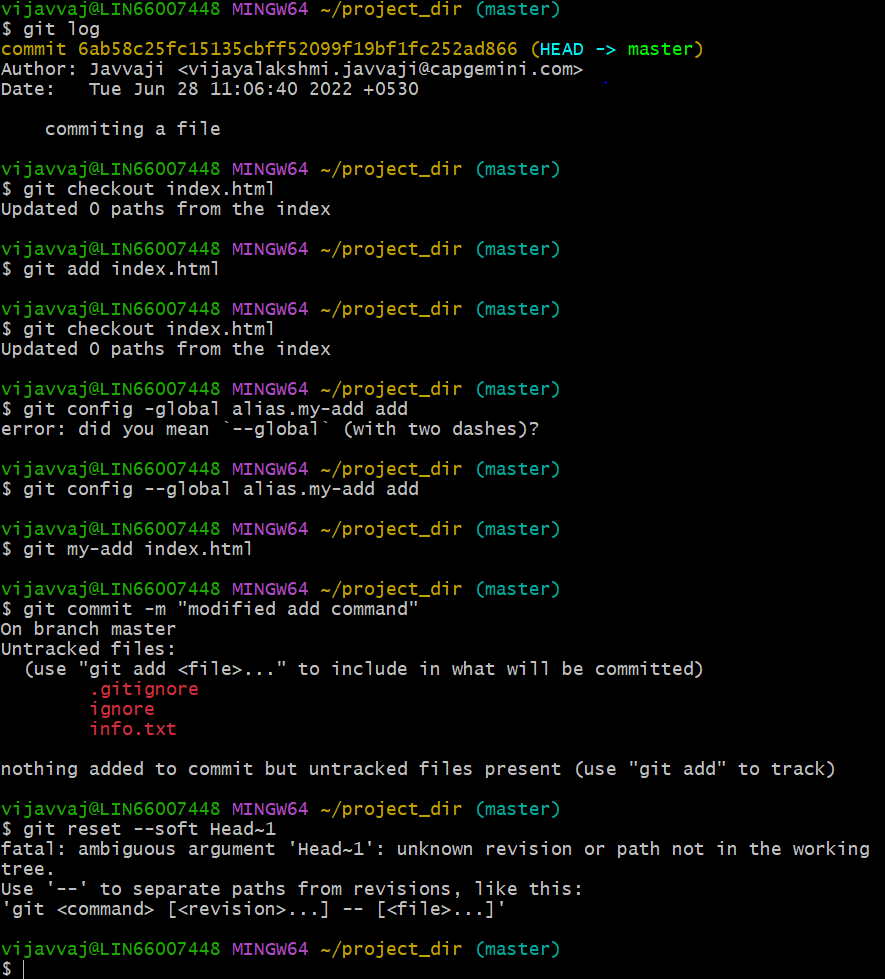 vijavvaj@LIN66007448 MINGW64 ~/project_dir (master)
$ git log
commit 6ab58c25fc15135cbff52099f19bf1fc252ad866 (HEAD -> master)
Author: Javvaji <vijayalakshmi.javvaji@capgemini.com>
Date:   Tue Jun 28 11:06:40 2022 +0530
    commiting a file
vijavvaj@LIN66007448 MINGW64 ~/project_dir (master)
$ git checkout index.html
Updated 0 paths from the index
vijavvaj@LIN66007448 MINGW64 ~/project_dir (master)
$ git add index.html
vijavvaj@LIN66007448 MINGW64 ~/project_dir (master)
$ git checkout index.html
Updated 0 paths from the index
vijavvaj@LIN66007448 MINGW64 ~/project_dir (master)
$ git config -global alias.my-add add
error: did you mean `--global` (with two dashes)?
vijavvaj@LIN66007448 MINGW64 ~/project_dir (master)
$ git config --global alias.my-add add
vijavvaj@LIN66007448 MINGW64 ~/project_dir (master)
$ git my-add index.html
vijavvaj@LIN66007448 MINGW64 ~/project_dir (master)
$ git commit -m "modified add command"
On branch master
Untracked files:
  (use "git add <file>..." to include in what will be committed)
        .gitignore
        ignore
        info.txt
nothing added to commit but untracked files present (use "git add" to track)
vijavvaj@LIN66007448 MINGW64 ~/project_dir (master)
$ git reset --soft Head~1
fatal: ambiguous argument 'Head~1': unknown revision or path not in the working
tree.
Use '--' to separate paths from revisions, like this:
'git <command> [<revision>...] -- [<file>...]'
vijavvaj@LIN66007448 MINGW64 ~/project_dir (master)
$